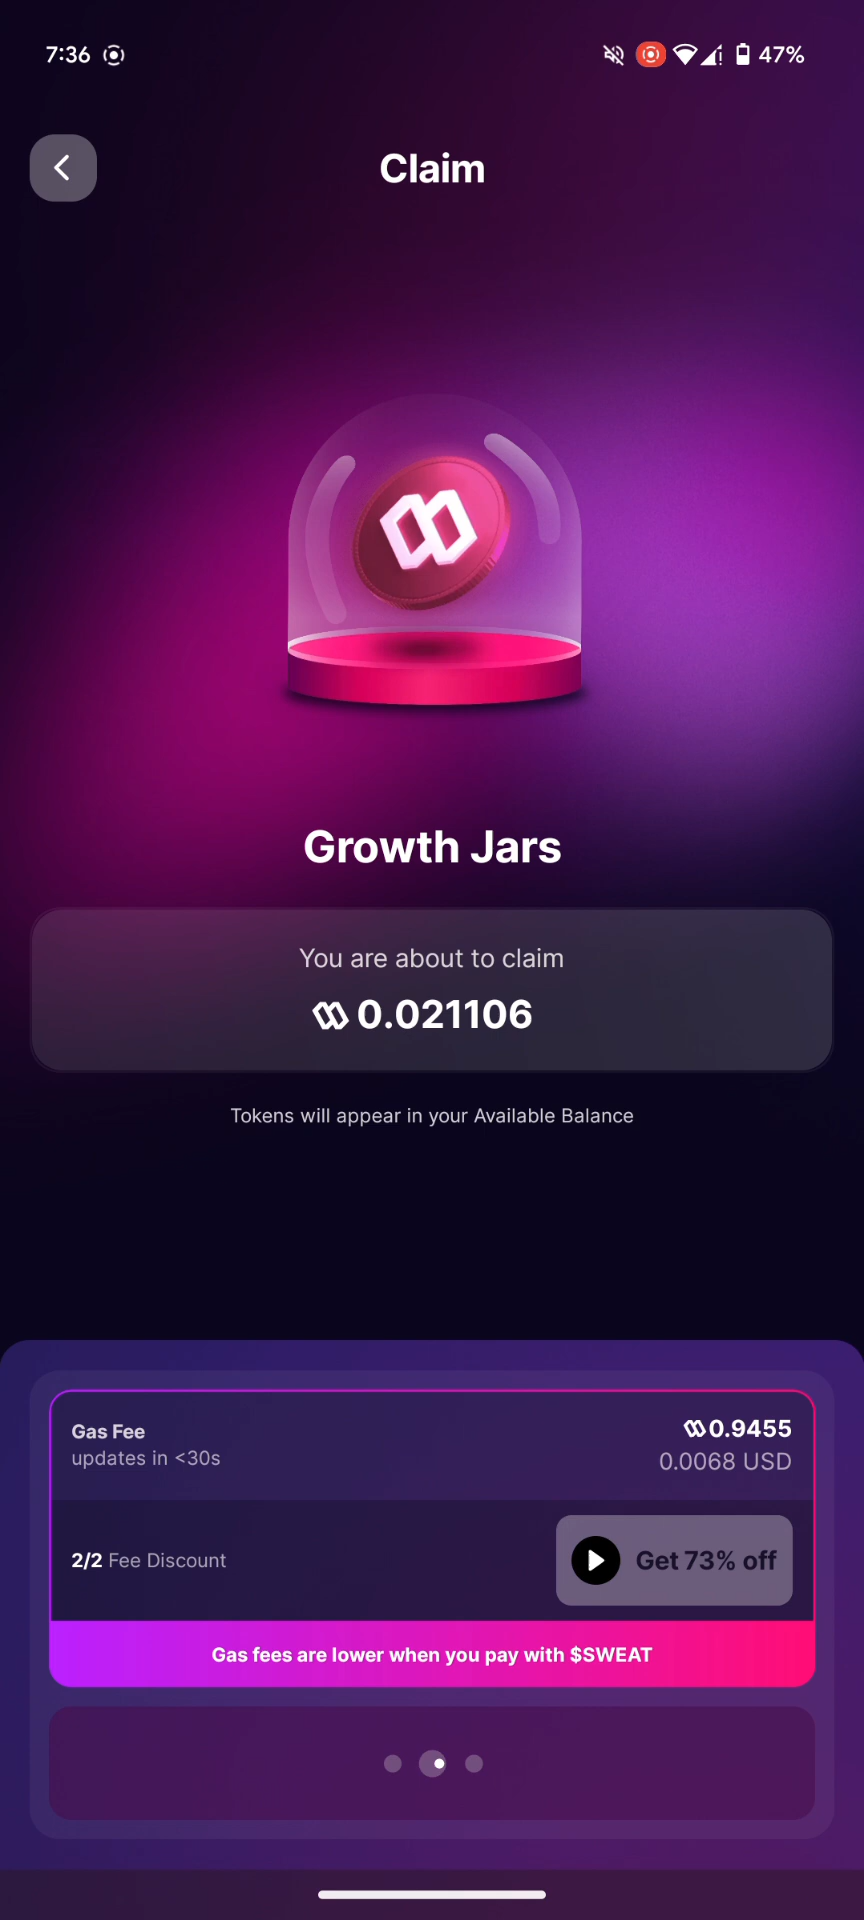 7:36
47%
Claim
Growth Jars
You are about to claim
0.021106
Tokens will appear in your Available Balance
Gas Fee
0.9455
updates in <30s
0.0068 USD
2/2 Fee Discount
Get 73% off
Gas fees are lower when you pay with $SWEAT